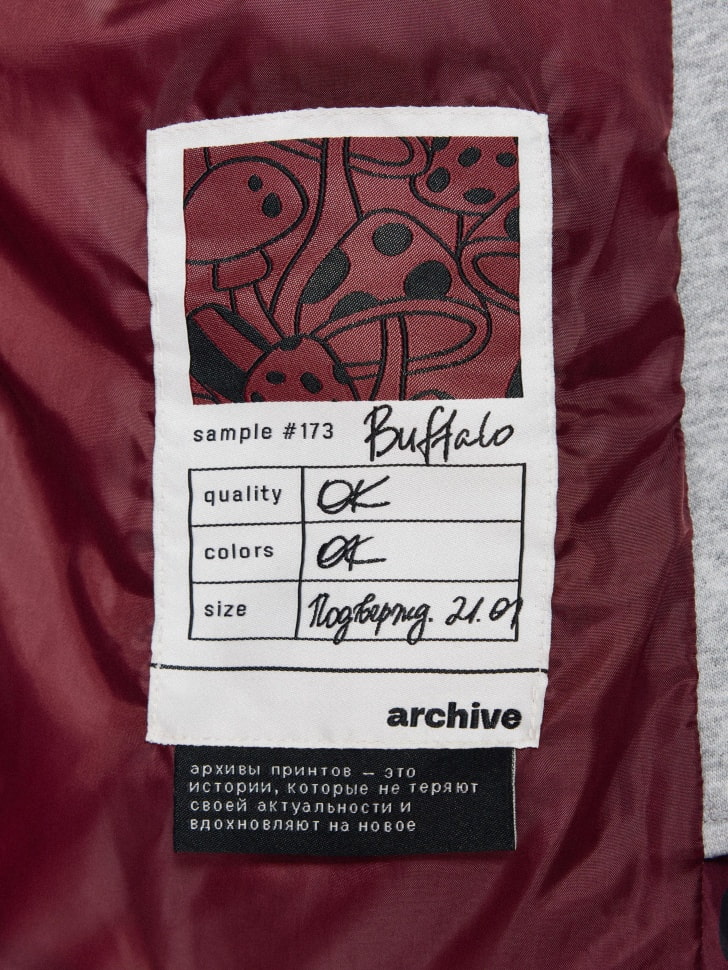 sample #173 Buffalo
quality OK
colors OK
size Подтвержд. 21.01
archive
архивы принтов – это
истории, которые не теряют
своей актуальности и
вдохновляют на новое